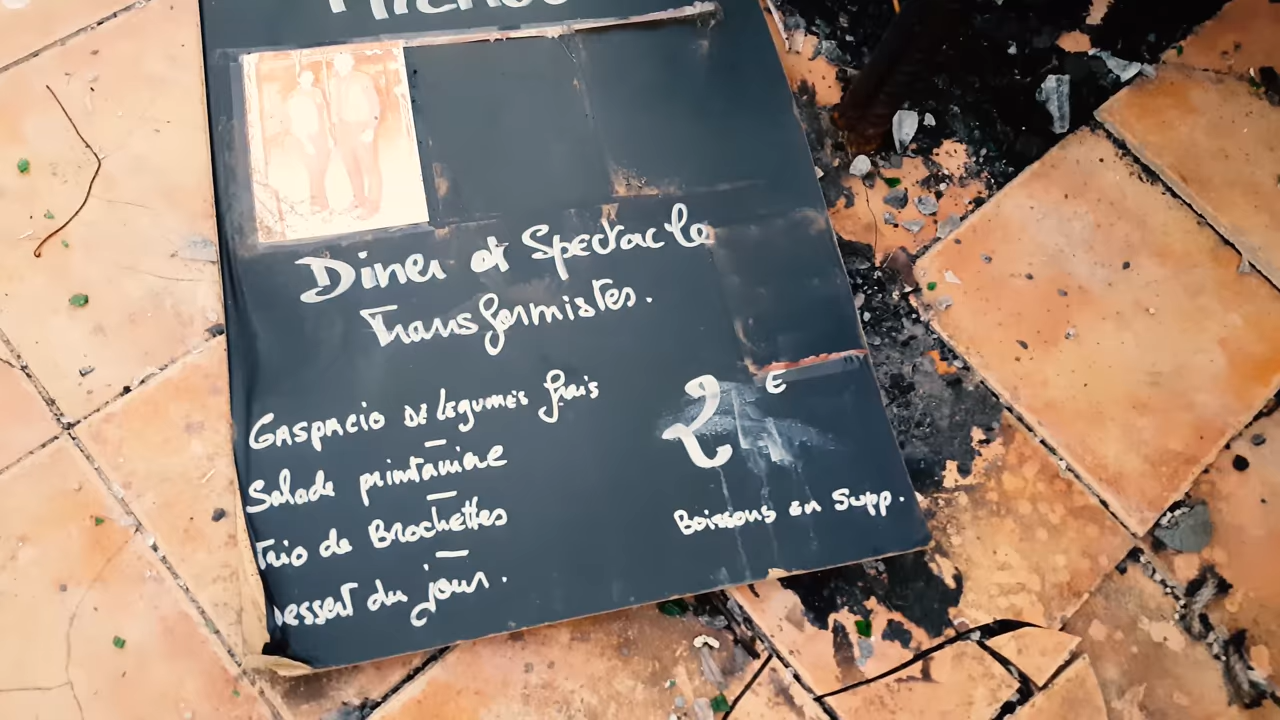 Diner et Spectacle
Transformistes.
Gaspacio de legumes frais
Salade printaniere
Trio de Brochettes
Dessert du jour.
2 €
Boissons en Supp.